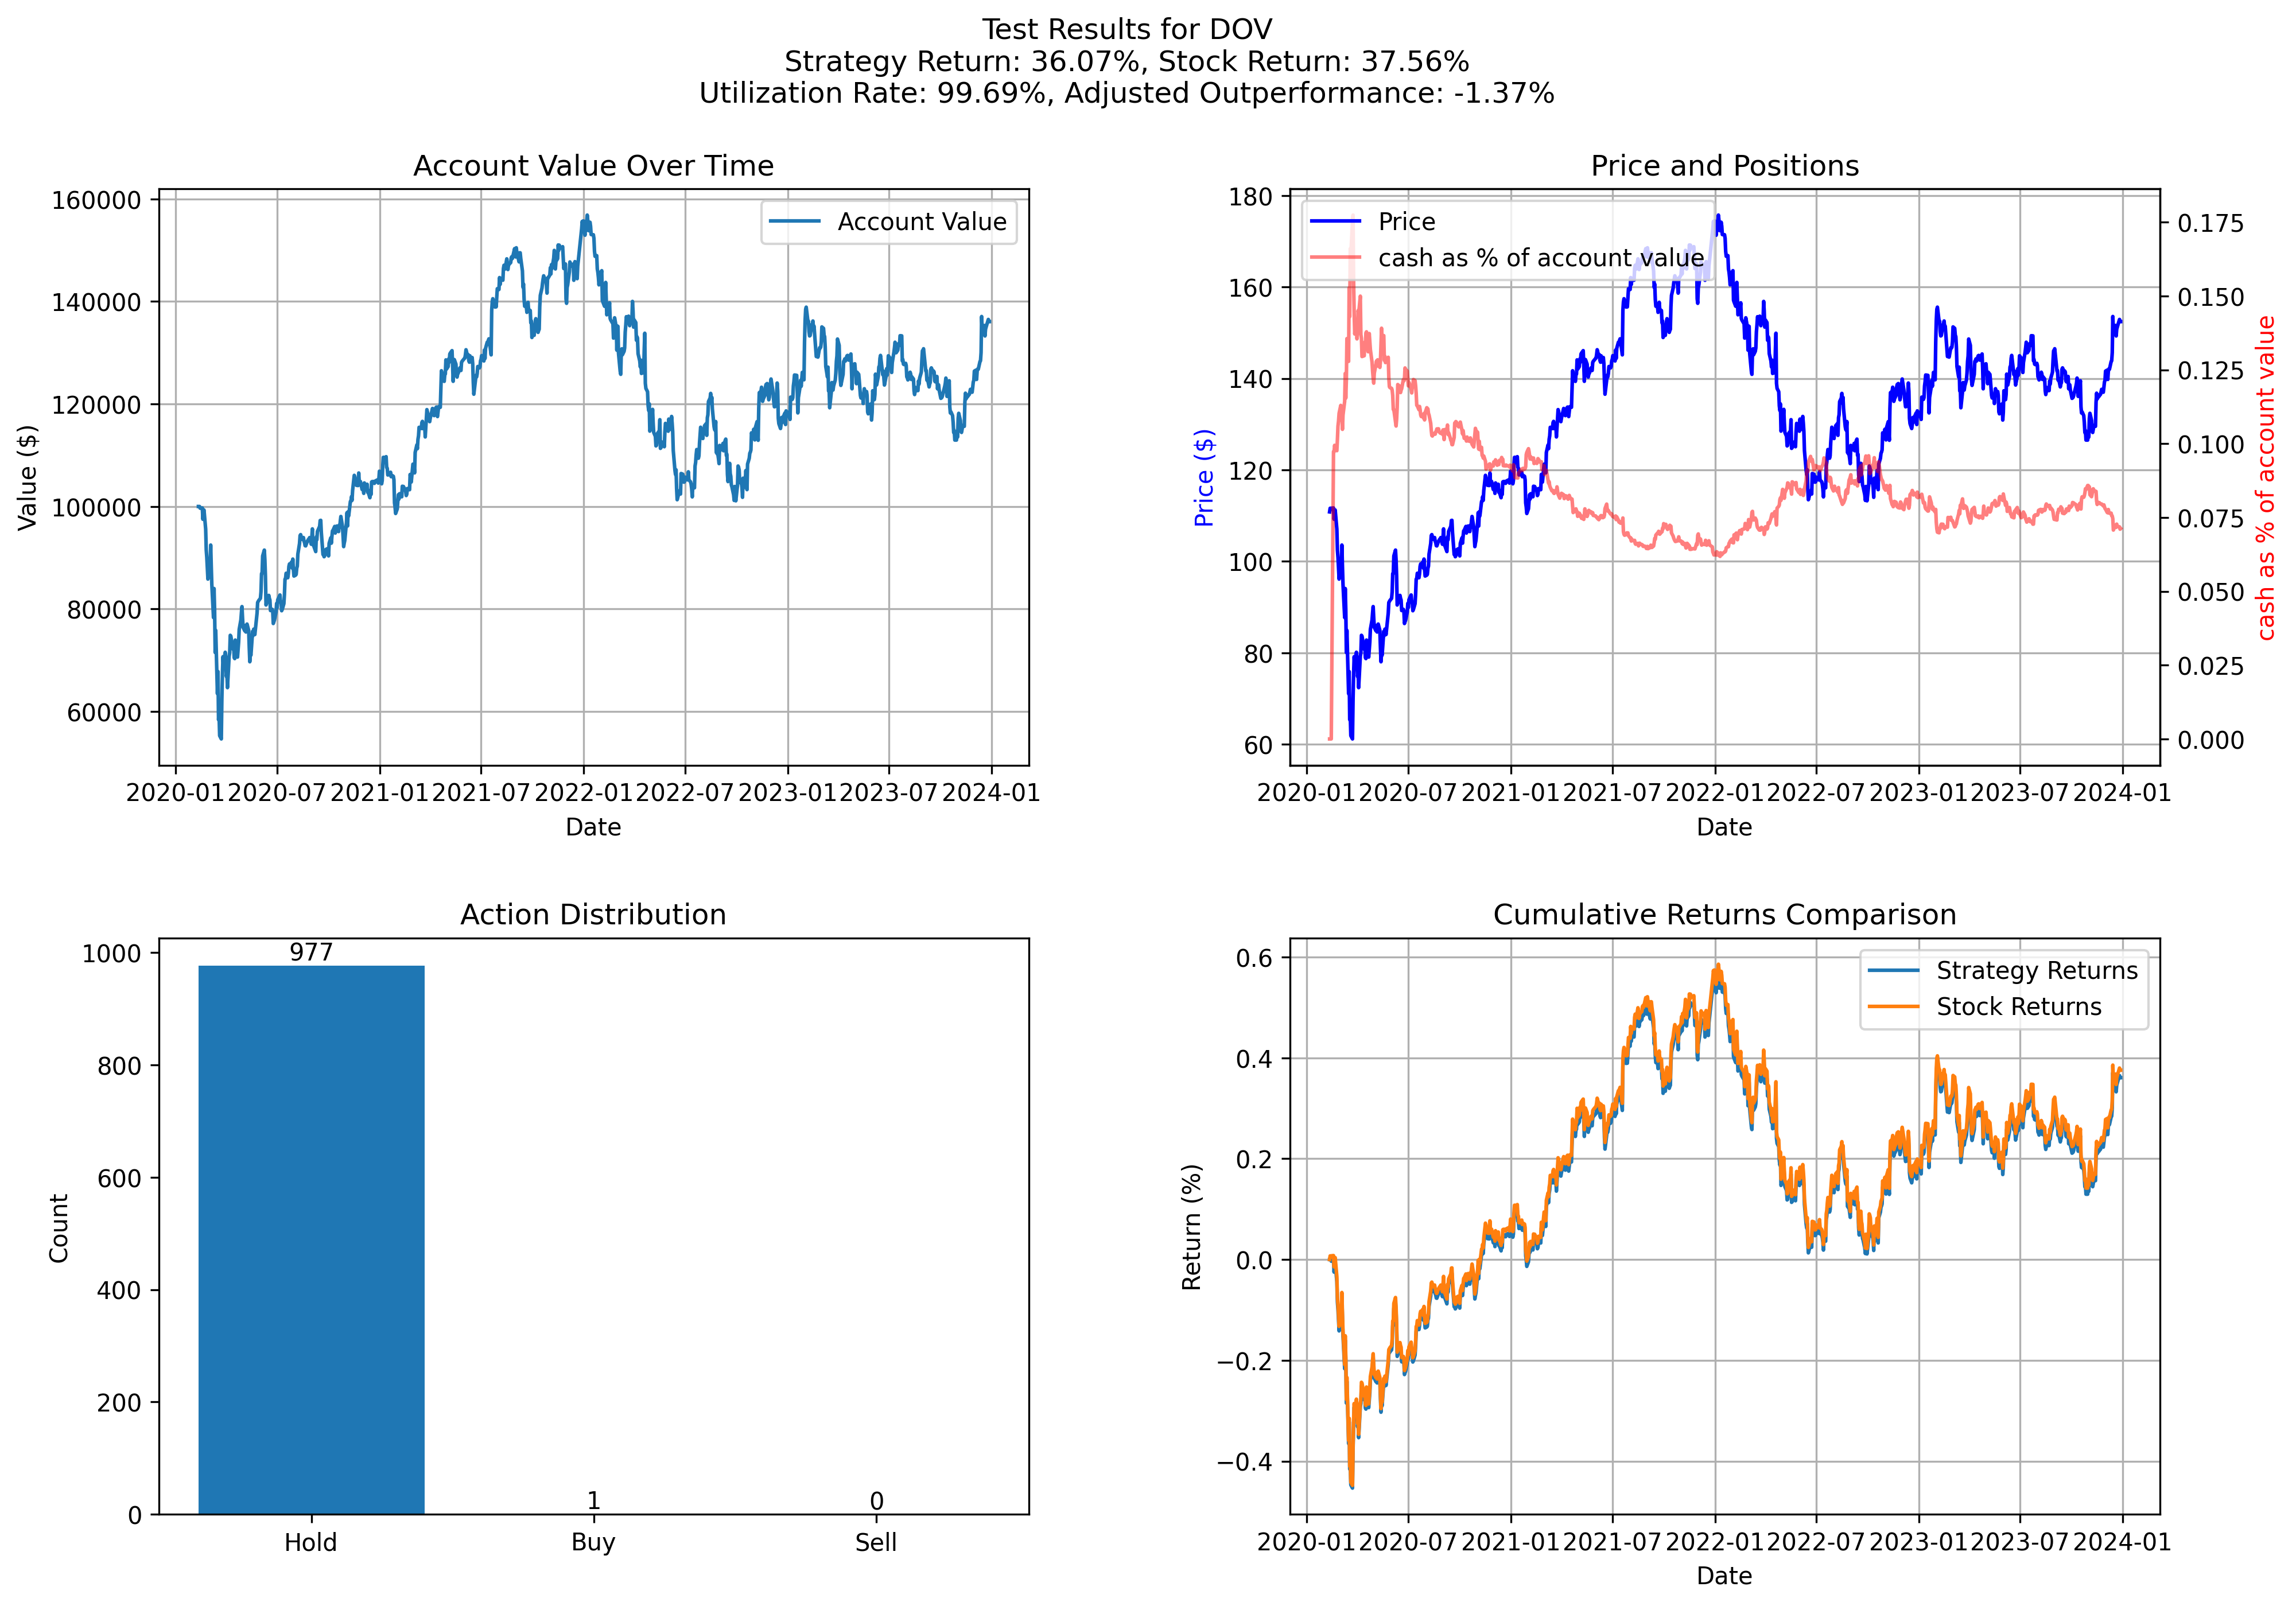 Test Results for DOV
Strategy Return: 36.07%, Stock Return: 37.56%
Utilization Rate: 99.69%, Adjusted Outperformance: -1.37%
Account Value Over Time
160000
140000
120000
100000
80000
60000
Value ($)
Account Value
2020-01 2020-07 2021-01 2021-07 2022-01 2022-07 2023-01 2023-07 2024-01
Date
Price and Positions
180
160
140
120
100
80
60
Price ($)
Price
cash as % of account value
0.175
0.150
0.125
0.100
0.075
0.050
0.025
0.000
cash as % of account value
2020-01 2020-07 2021-01 2021-07 2022-01 2022-07 2023-01 2023-07 2024-01
Date
Action Distribution
1000
800
600
400
200
0
Count
977
1
0
Hold Buy Sell
Cumulative Returns Comparison
0.6
0.4
0.2
0.0
−0.2
−0.4
Return (%)
Strategy Returns
Stock Returns
2020-01 2020-07 2021-01 2021-07 2022-01 2022-07 2023-01 2023-07 2024-01
Date